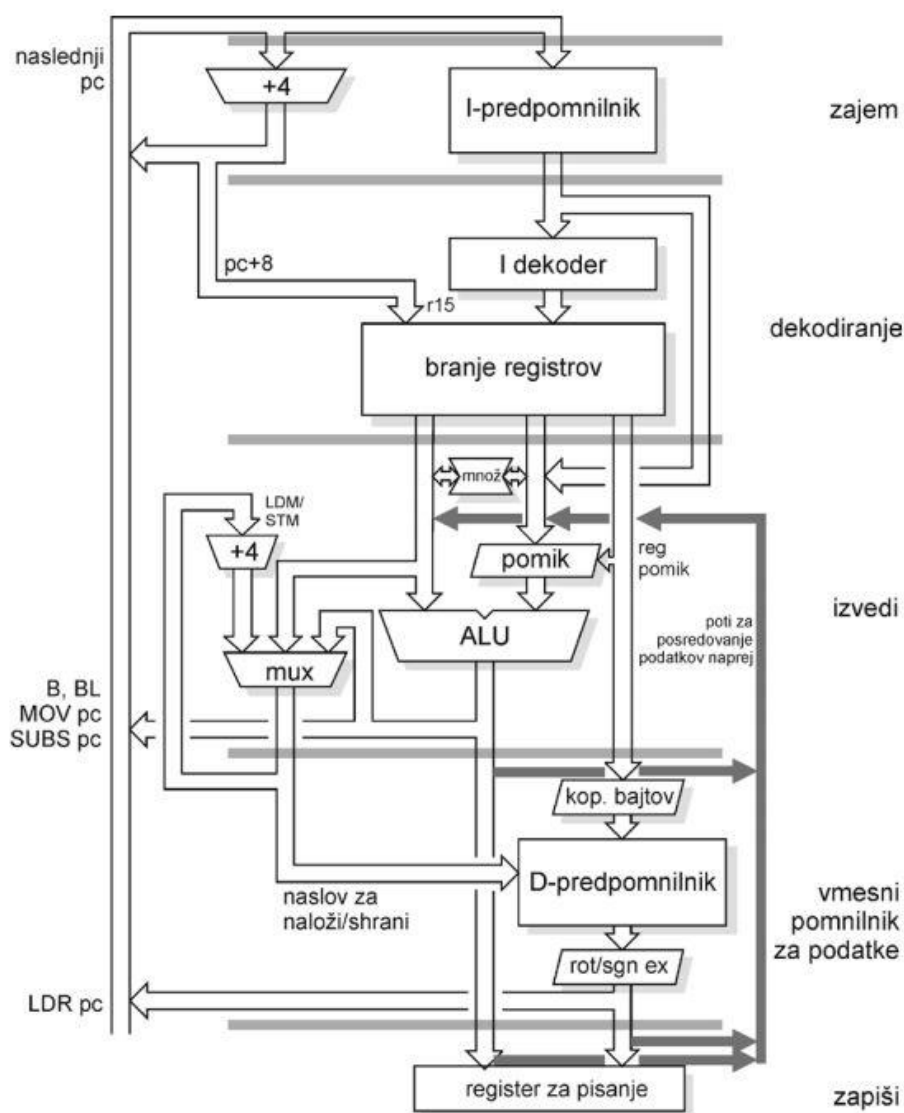 naslednji
pc
+4
I-predpomnilnik
zajem
pc+8
I dekoder
r15
branje registrov
dekodiranje
množ
LDM/
STM
+4
pomik
reg
pomik
ALU
mux
poti za
posredovanje
podatkov naprej
izvedi
B, BL
MOV pc
SUBS pc
kop. bajtov
D-predpomnilnik
naslov za
naloži/shrani
vmesni
pomnilnik
za podatke
rot/sgn ex
LDR pc
register za pisanje
zapiši